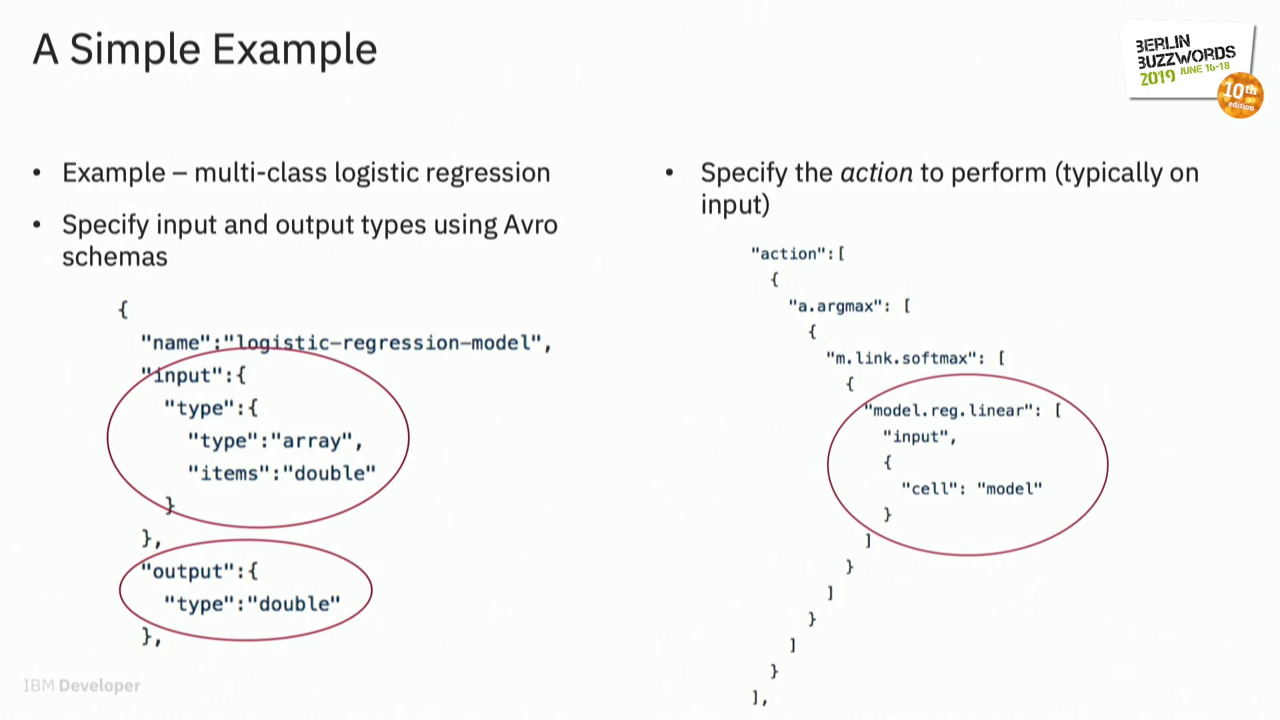 A Simple Example
BERLIN
BUZZWORDS
2019 JUNE 16-18
10th
edition
• Example – multi-class logistic regression
• Specify input and output types using Avro
schemas
{
"name":"logistic-regression-model",
"input":{
"type":{
"type":"array",
"items":"double"
}
},
"output":{
"type":"double"
},
• Specify the action to perform (typically on
input)
"action":[
{
"a.argmax": [
{
"m.link.softmax": [
{
"model.reg.linear": [
"input",
{
"cell": "model"
}
]
}
]
}
]
}
],
IBM Developer